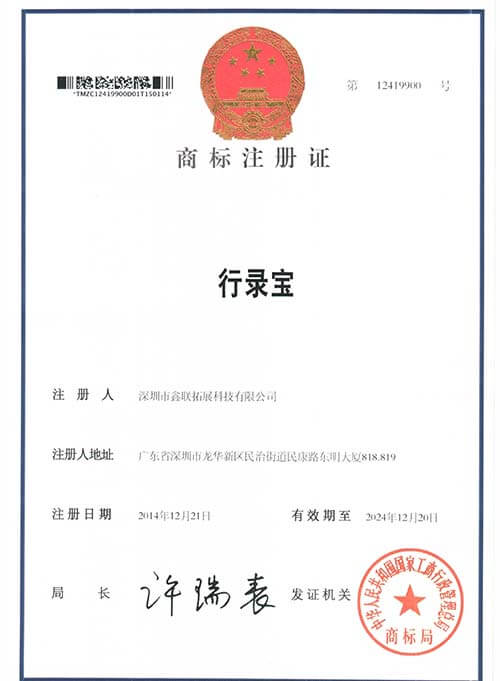 第 12419900 号
*TMZC12419900D01T150114*
商标注册证
行录宝
注册人 深圳市鑫联拓展科技有限公司
注册人地址 广东省深圳市龙华新区民治街道民康路东明大厦818.819
注册日期 2014年12月21日 有效期至 2024年12月20日
局长 许瑞表 发证机关
中华人民共和国国家工商行政管理总局
商标局